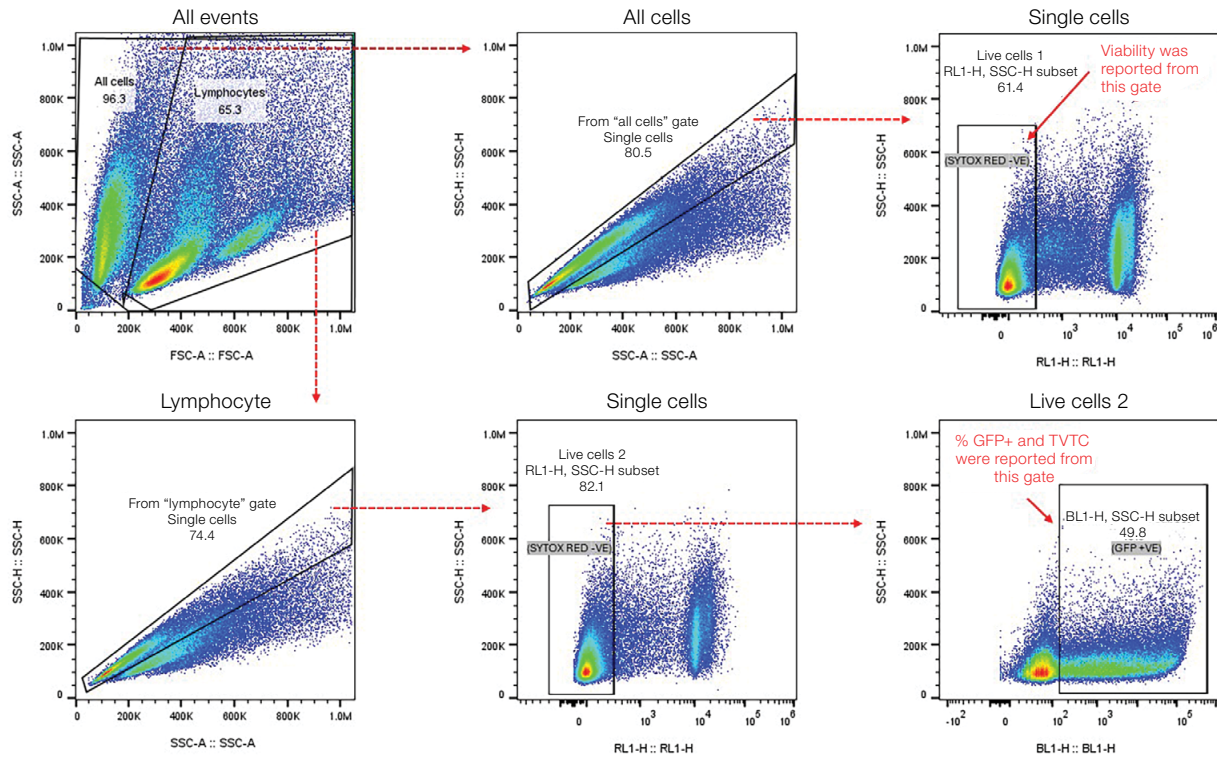 All events
1.0M
800K
600K
400K
200K
0
SSC-A :: SSC-A
All cells
96.3
Lymphocytes
65.3
0
200K
400K
600K
800K
1.0M
FSC-A :: FSC-A
All cells
1.0M
800K
600K
400K
200K
0
SSC-H :: SSC-H
From “all cells” gate
Single cells
80.5
0
200K
400K
600K
800K
1.0M
SSC-A :: SSC-A
Single cells
1.0M
800K
600K
400K
200K
0
SSC-H :: SSC-H
Live cells 1
RL1-H, SSC-H subset
61.4
Viability was
reported from
this gate
(SYTOX RED -VE)
0
10³
10⁴
10⁵
10⁶
RL1-H :: RL1-H
Lymphocyte
1.0M
800K
600K
400K
200K
0
SSC-H :: SSC-H
From “lymphocyte” gate
Single cells
74.4
0
200K
400K
600K
800K
1.0M
SSC-A :: SSC-A
Single cells
1.0M
800K
600K
400K
200K
0
SSC-H :: SSC-H
Live cells 2
RL1-H, SSC-H subset
82.1
(SYTOX RED -VE)
0
10³
10⁴
10⁵
10⁶
RL1-H :: RL1-H
Live cells 2
1.0M
800K
600K
400K
200K
0
SSC-H :: SSC-H
% GFP+ and TVTC
were reported from
this gate
BL1-H, SSC-H subset
49.8
(GFP +VE)
-10²
0
10²
10³
10⁴
10⁵
10⁶
BL1-H :: BL1-H